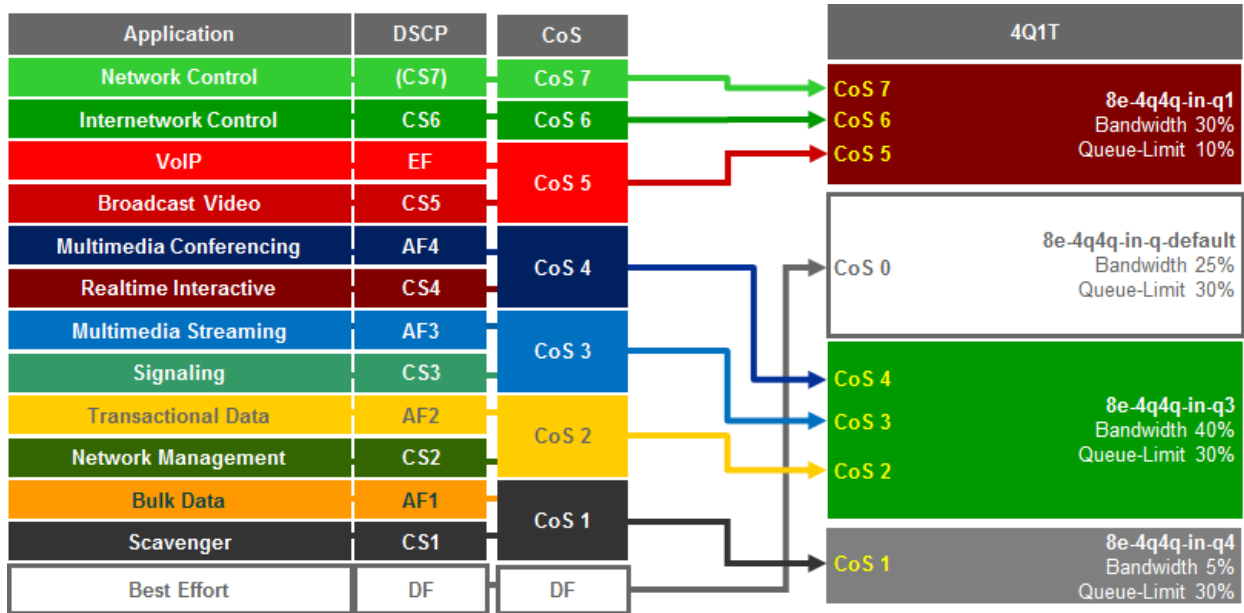 Application DSCP CoS 4Q1T
Network Control (CS7) CoS 7
Internetwork Control CS6 CoS 6
VoIP EF
CoS 5
Broadcast Video CS5
Multimedia Conferencing AF4
CoS 4
Realtime Interactive CS4
Multimedia Streaming AF3
CoS 3
Signaling CS3
Transactional Data AF2
CoS 2
Network Management CS2
Bulk Data AF1
CoS 1
Scavenger CS1
Best Effort DF DF
CoS 7
CoS 6
CoS 5
8e-4q4q-in-q1
Bandwidth 30%
Queue-Limit 10%
CoS 0
8e-4q4q-in-q-default
Bandwidth 25%
Queue-Limit 30%
CoS 4
CoS 3
CoS 2
8e-4q4q-in-q3
Bandwidth 40%
Queue-Limit 30%
CoS 1
8e-4q4q-in-q4
Bandwidth 5%
Queue-Limit 30%